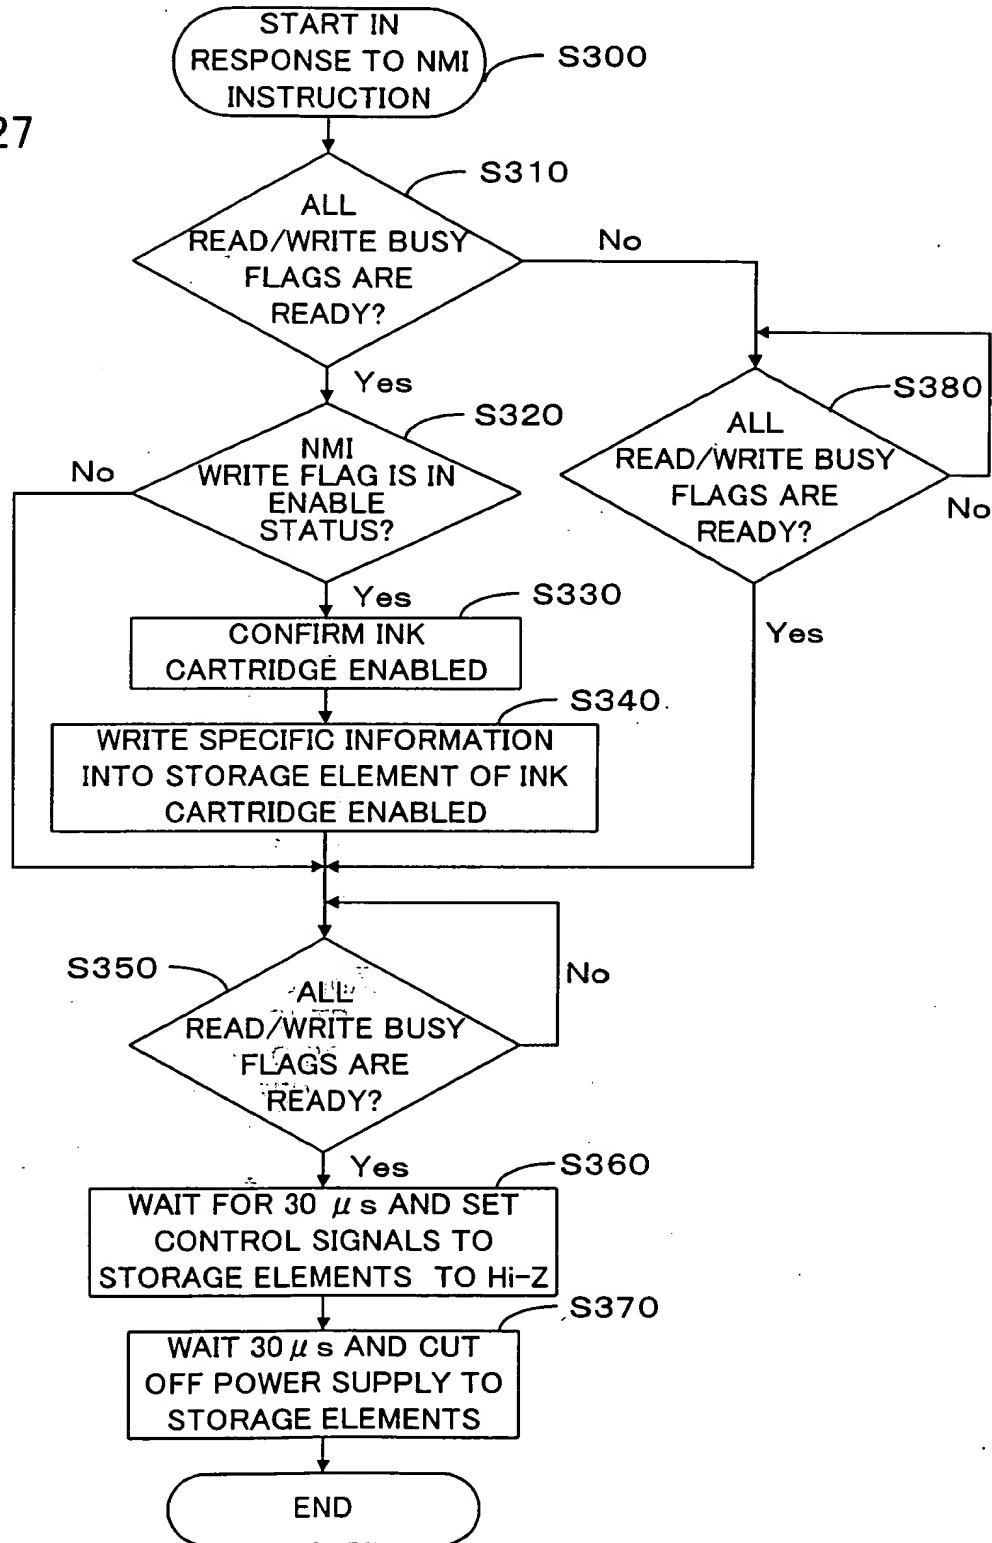 START IN
RESPONSE TO NMI
INSTRUCTION
S300
27
S310
ALL
READ/WRITE BUSY
FLAGS ARE
READY?
No
Yes
S320
NMI
WRITE FLAG IS IN
ENABLE
STATUS?
No
Yes
S380
ALL
READ/WRITE BUSY
FLAGS ARE
READY?
No
Yes
S330
CONFIRM INK
CARTRIDGE ENABLED
S340
WRITE SPECIFIC INFORMATION
INTO STORAGE ELEMENT OF INK
CARTRIDGE ENABLED
S350
ALL
READ/WRITE BUSY
FLAGS ARE
READY?
No
Yes
S360
WAIT FOR 30 μs AND SET
CONTROL SIGNALS TO
STORAGE ELEMENTS TO Hi-Z
S370
WAIT 30 μs AND CUT
OFF POWER SUPPLY TO
STORAGE ELEMENTS
END